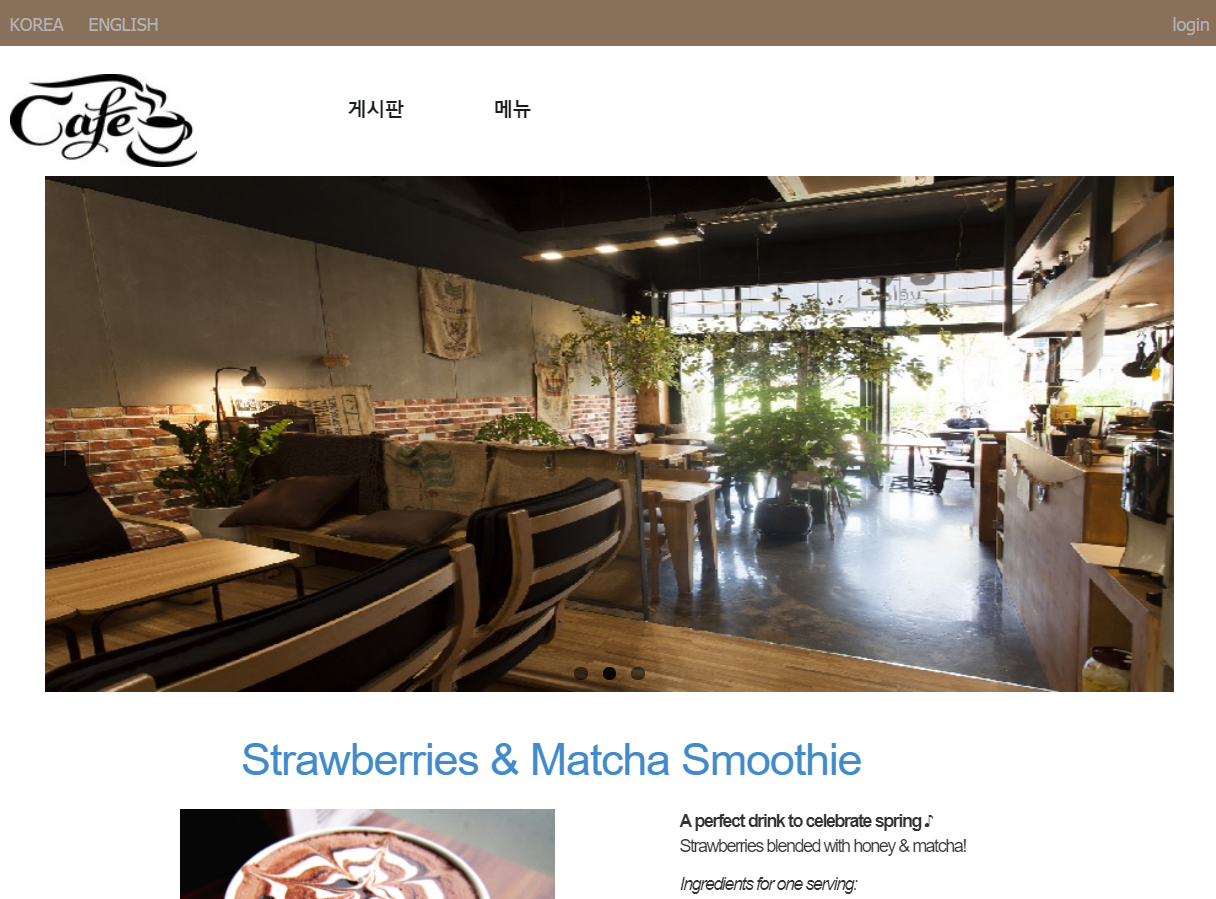 KOREA ENGLISH login
Cafe
게시판 메뉴
Strawberries & Matcha Smoothie
A perfect drink to celebrate spring ♪
Strawberries blended with honey & matcha!
Ingredients for one serving: